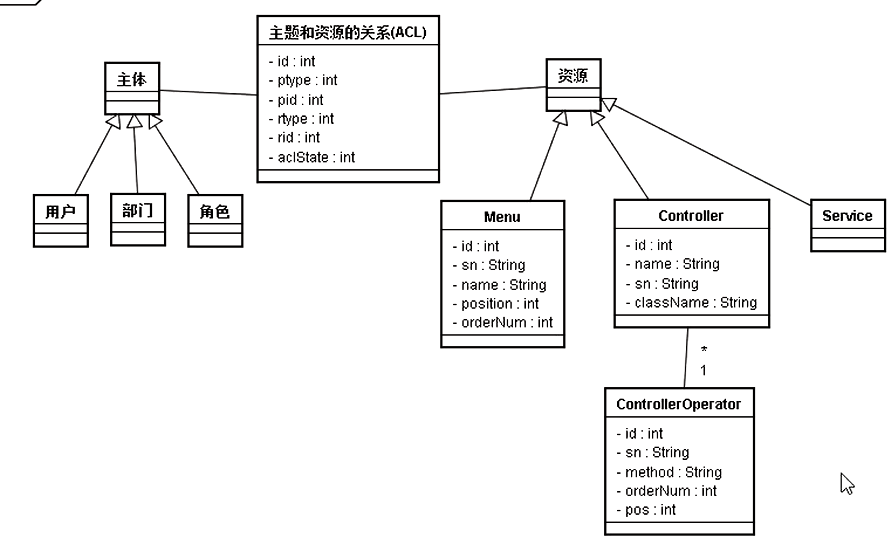 主题和资源的关系(ACL)
- id : int
- ptype : int
- pid : int
- rtype : int
- rid : int
- aclState : int
主体
资源
用户
部门
角色
Menu
- id : int
- sn : String
- name : String
- position : int
- orderNum : int
Controller
- id : int
- name : String
- sn : String
- className : String
Service
*
1
ControllerOperator
- id : int
- sn : String
- method : String
- orderNum : int
- pos : int